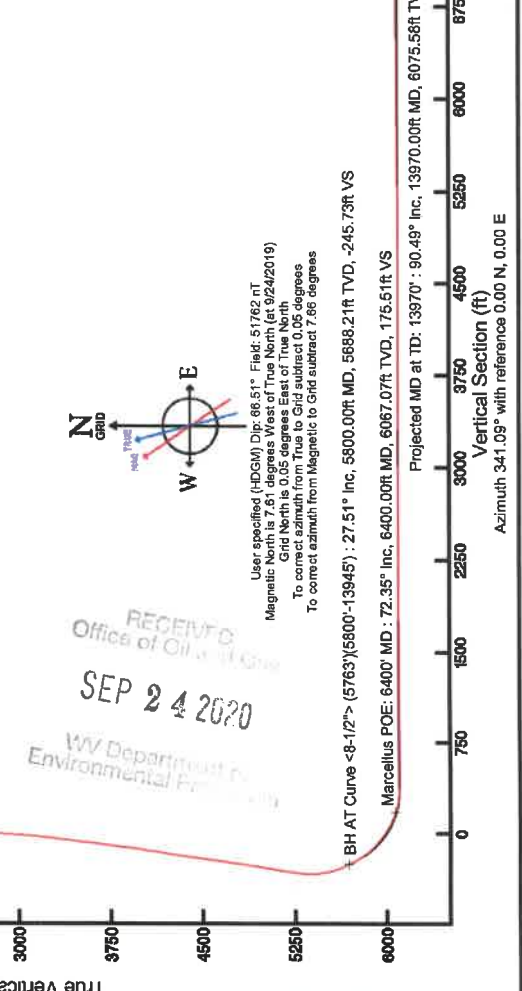 N
GRID
MAG TRUE
W E
User specified (HDGM) Dip: 66.51° Field: 51762 nT
Magnetic North is 7.61 degrees West of True North (at 9/24/2019)
Grid North is 0.05 degrees East of True North
To correct azimuth from True to Grid subtract 0.05 degrees
To correct azimuth from Magnetic to Grid subtract 7.66 degrees
RECEIVED
Office of Oil
SEP 24 2020
WV Department
Environmental
BH AT Curve <8-1/2"> (5763')(5800'-13945') : 27.51° Inc, 5800.00ft MD, 5688.21ft TVD, -245.73ft VS
Marcellus POE: 6400' MD : 72.35° Inc, 6400.00ft MD, 6067.07ft TVD, 175.51ft VS
Projected MD at TD: 13970' : 90.49° Inc, 13970.00ft MD, 6075.58ft TV
True Vertica
3000
3750
4500
5250
6000
0 750 1500 2250 3000 3750 4500 5250 6000 675
Vertical Section (ft)
Azimuth 341.09° with reference 0.00 N, 0.00 E